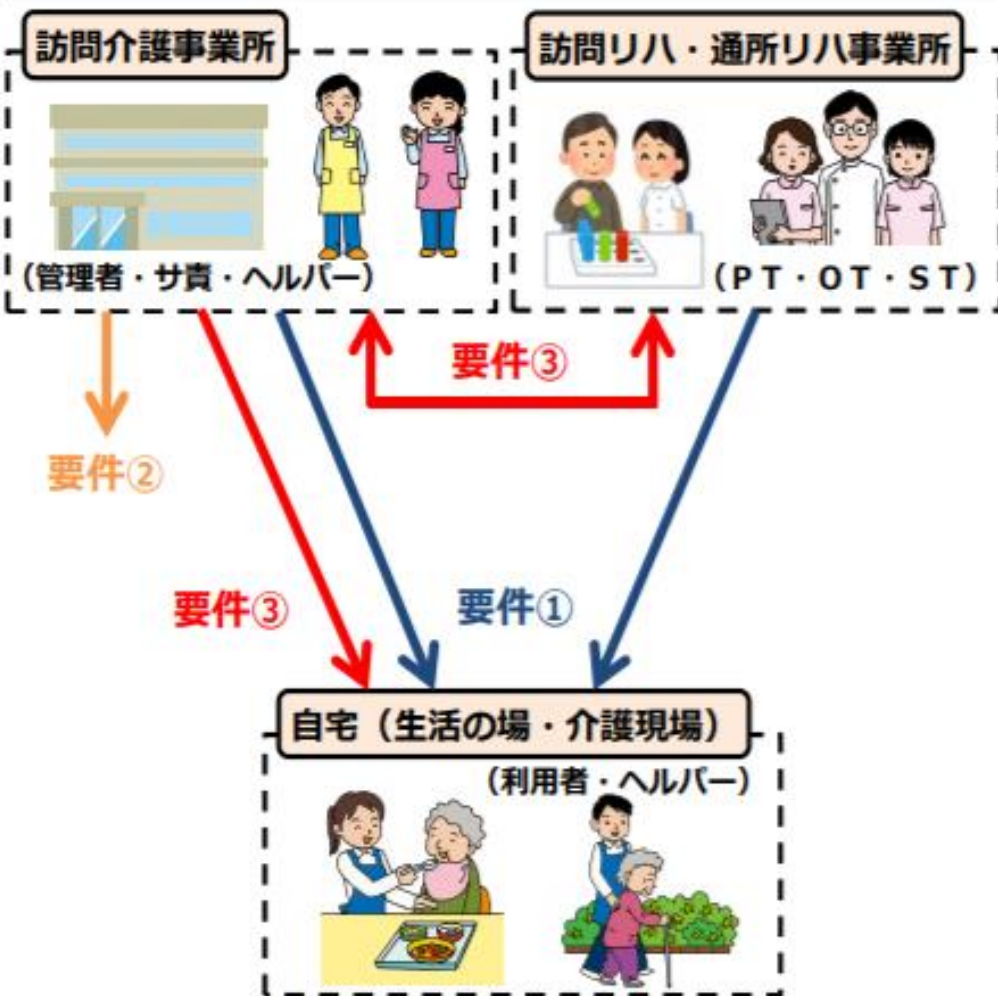 訪問介護事業所
訪問リハ・通所リハ事業所
(管理者・サ責・ヘルパー)
(ＰＴ・ＯＴ・ＳＴ)
要件③
要件②
要件③
要件①
自宅（生活の場・介護現場）
(利用者・ヘルパー)